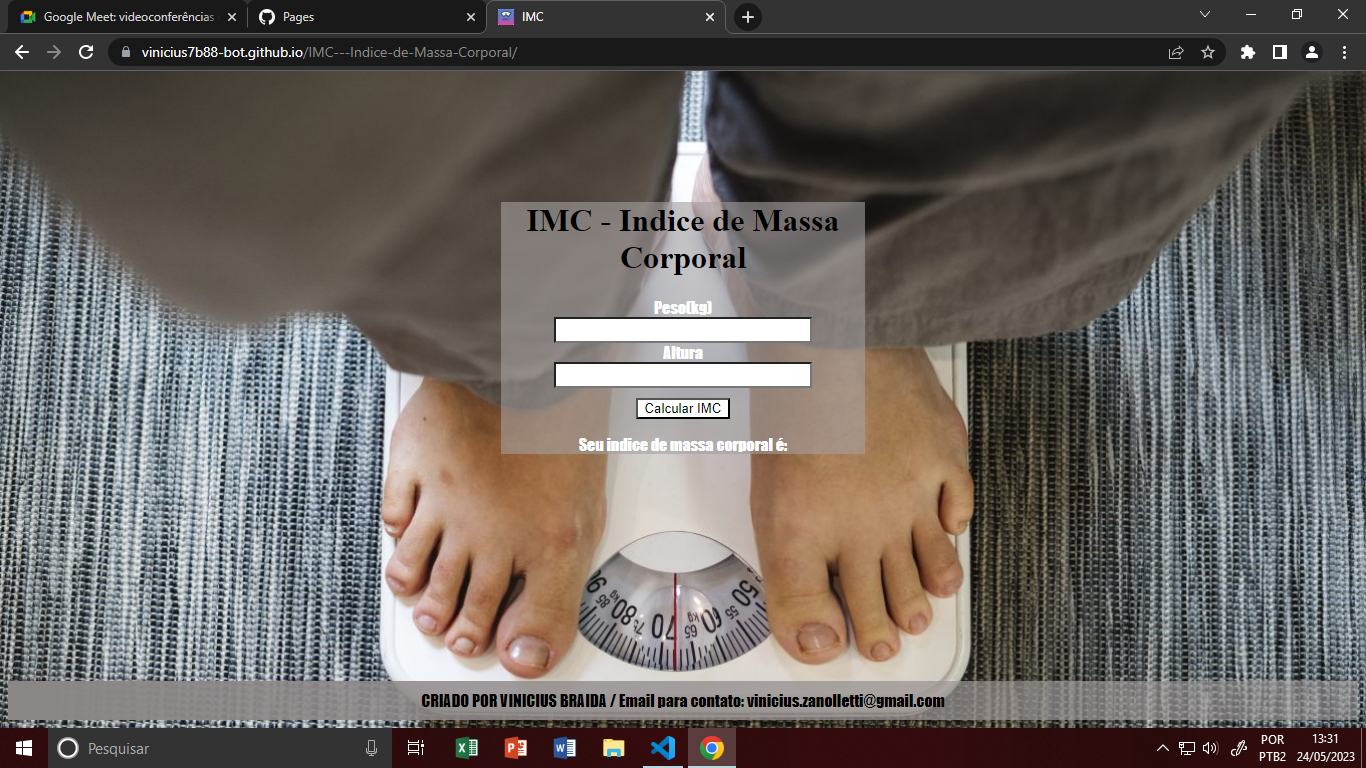 Google Meet: videoconferências
Pages
IMC
vinicius7b88-bot.github.io/IMC---Indice-de-Massa-Corporal/
IMC - Indice de Massa
Corporal
Peso(kg)
Altura
Calcular IMC
Seu indice de massa corporal é:
90 85 kg 80 75 70 65 kg 60 55 50
CRIADO POR VINICIUS BRAIDA / Email para contato: vinicius.zanolletti@gmail.com
Pesquisar
POR 13:31
PTB2 24/05/2023